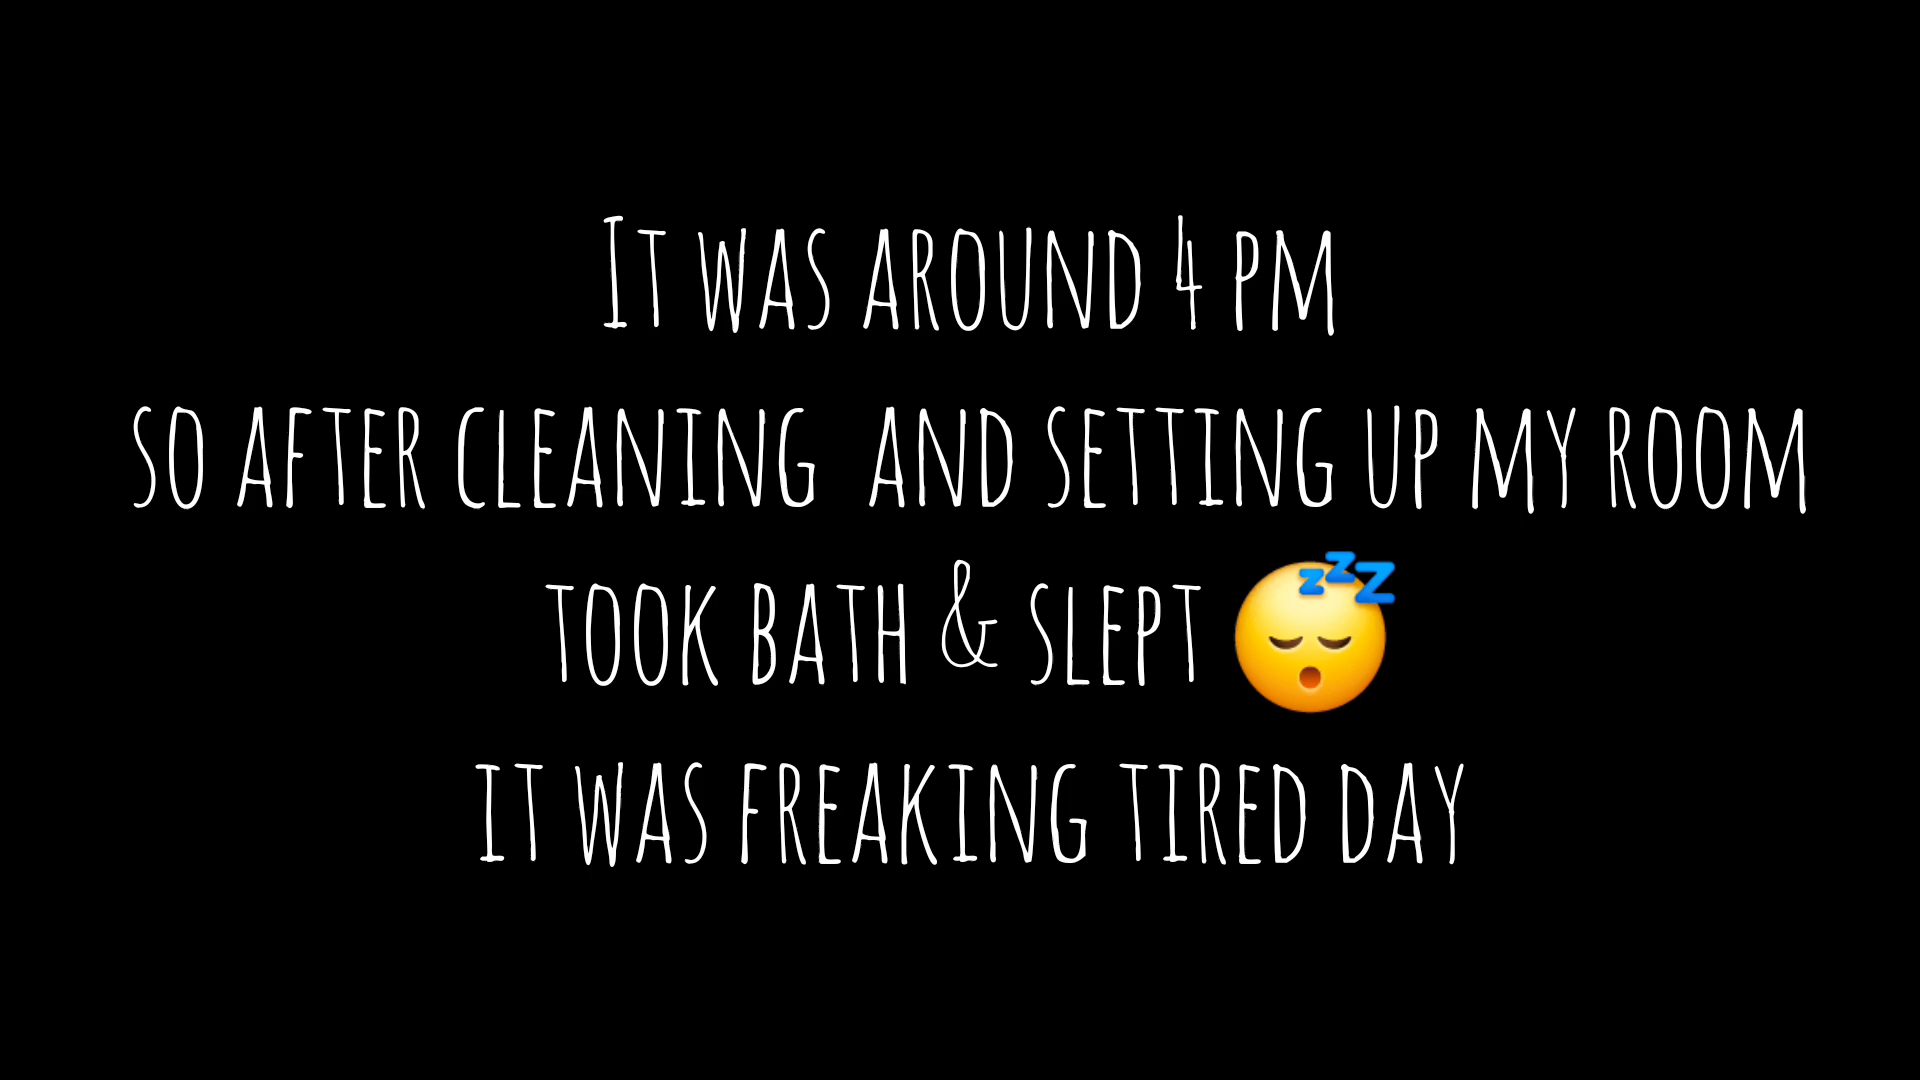 It was around 4 pm
so after cleaning and setting up my room
took bath & slept 😴
it was freaking tired day